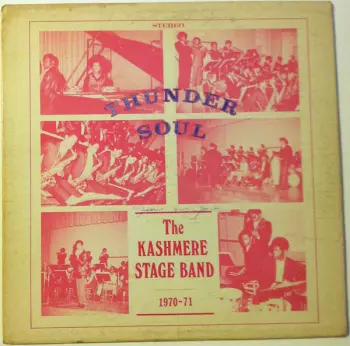 STEREO
THUNDER
SOUL
The
KASHMERE
STAGE BAND
1970-71